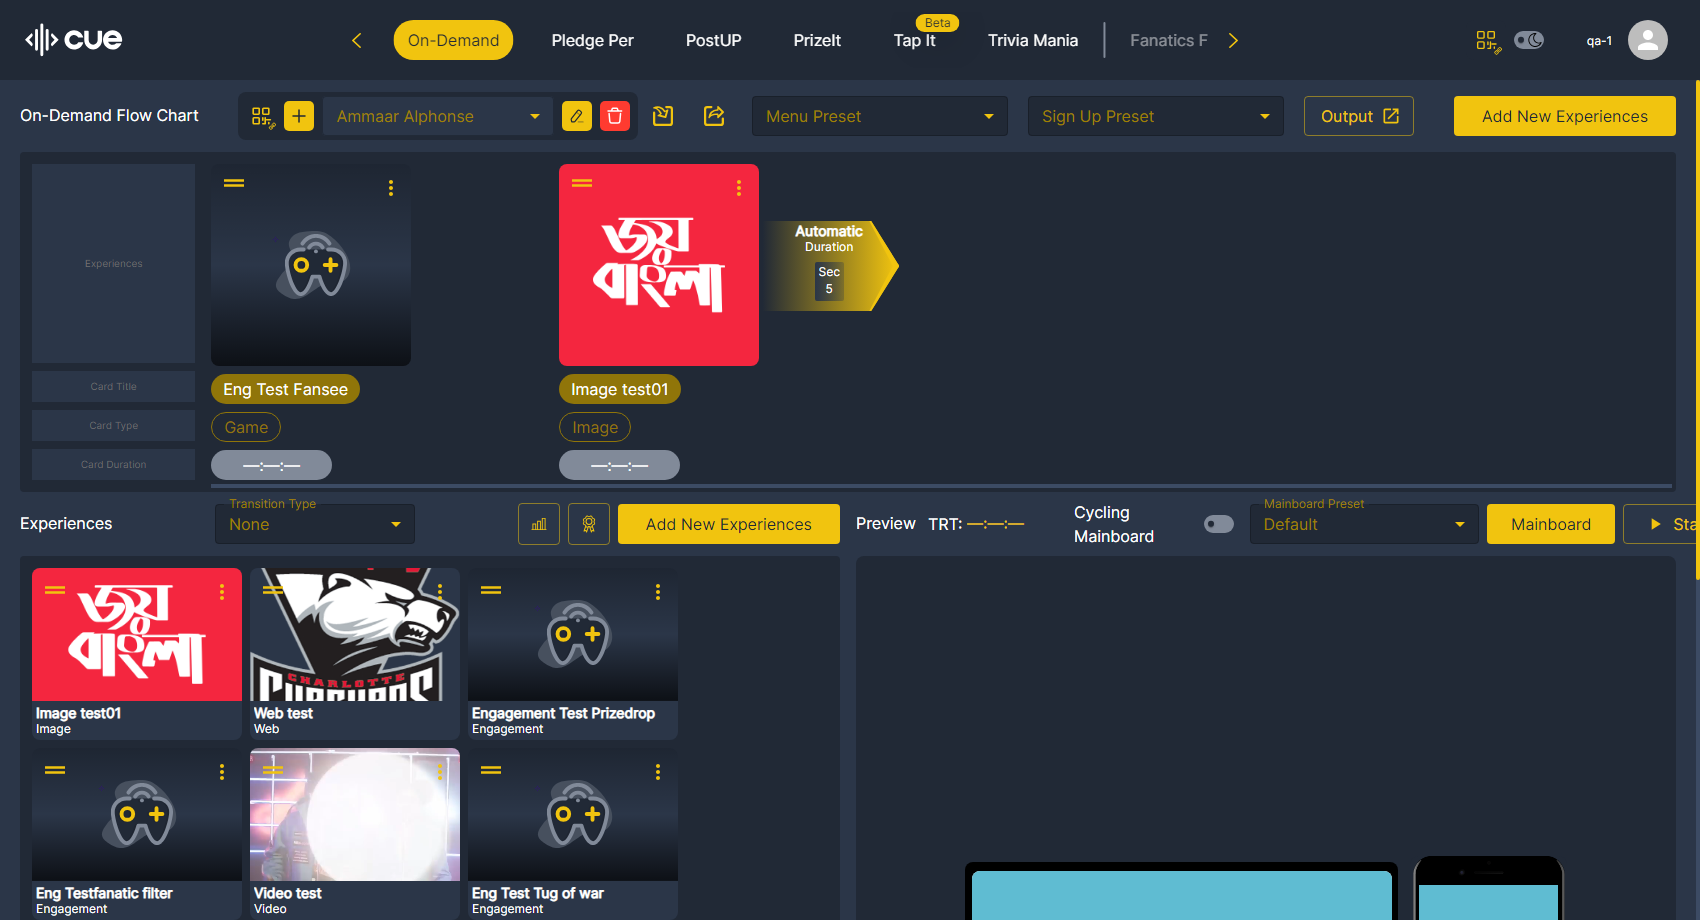 cue
On-Demand
Pledge Per
PostUP
PrizeIt
Beta
Tap It
Trivia Mania
Fanatics F
qa-1
On-Demand Flow Chart
Ammaar Alphonse
Menu Preset
Sign Up Preset
Output
Add New Experiences
Experiences
জয়
বাংলা
Automatic
Duration
Sec
5
Card Title
Eng Test Fansee
Image test01
Card Type
Game
Image
Card Duration
—:—:—
—:—:—
Experiences
Transition Type
None
Add New Experiences
Preview
TRT: —:—:—
Cycling
Mainboard
Mainboard Preset
Default
Mainboard
Sta
জয়
বাংলা
CHARLOTTE
Image test01
Image
Web test
Web
Engagement Test Prizedrop
Engagement
Eng Testfanatic filter
Engagement
Video test
Video
Eng Test Tug of war
Engagement